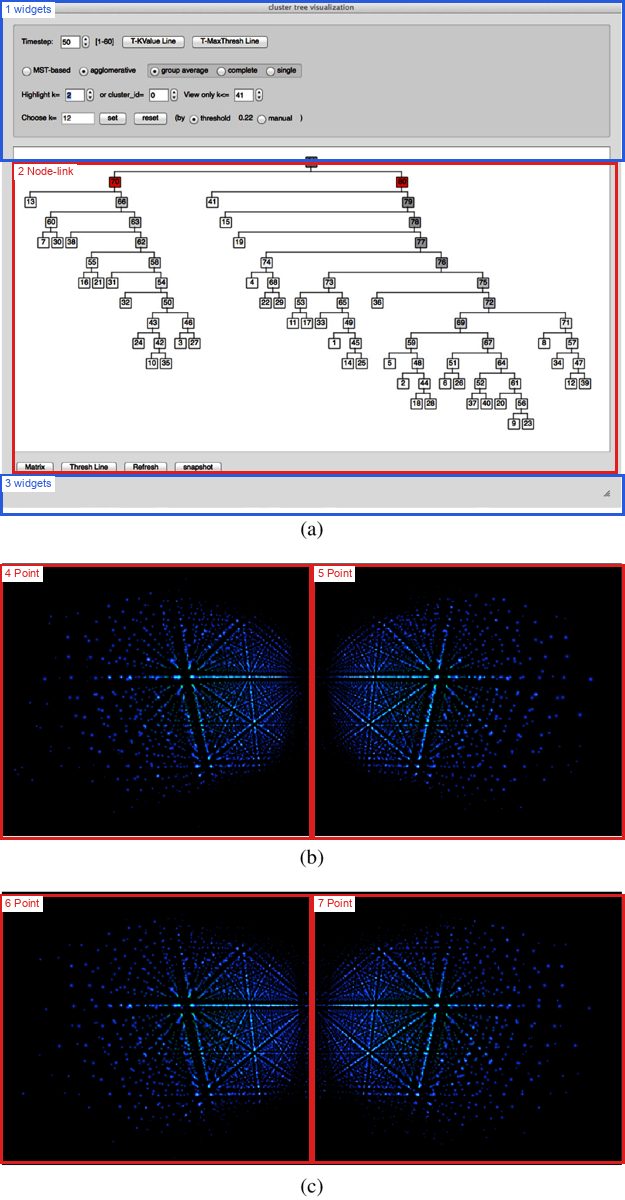 1 widgets
cluster tree visualization
Timestep: 50 [1-60] T-KValue Line T-MaxThresh Line
MST-based agglomerative group average complete single
Highlight k= 2 or cluster_id= 0 View only k<= 41
Choose k= 12 set reset (by threshold 0.22 manual )
2 Node-link
13 66 41 79
60 63 15 78
7 30 38 62 19 77
55 58 74 76
16 21 31 54 4 68 73 75
32 50 22 29 53 65 36 72
43 46 11 17 33 49 69 71
24 42 3 27 1 45 59 67 8 57
10 35 14 25 5 48 51 64 34 47
2 44 6 26 52 61 12 39
18 28 37 40 20 56
9 23
Matrix Thresh Line Refresh snapshot
3 widgets
(a)
4 Point 5 Point
(b)
6 Point 7 Point
(c)